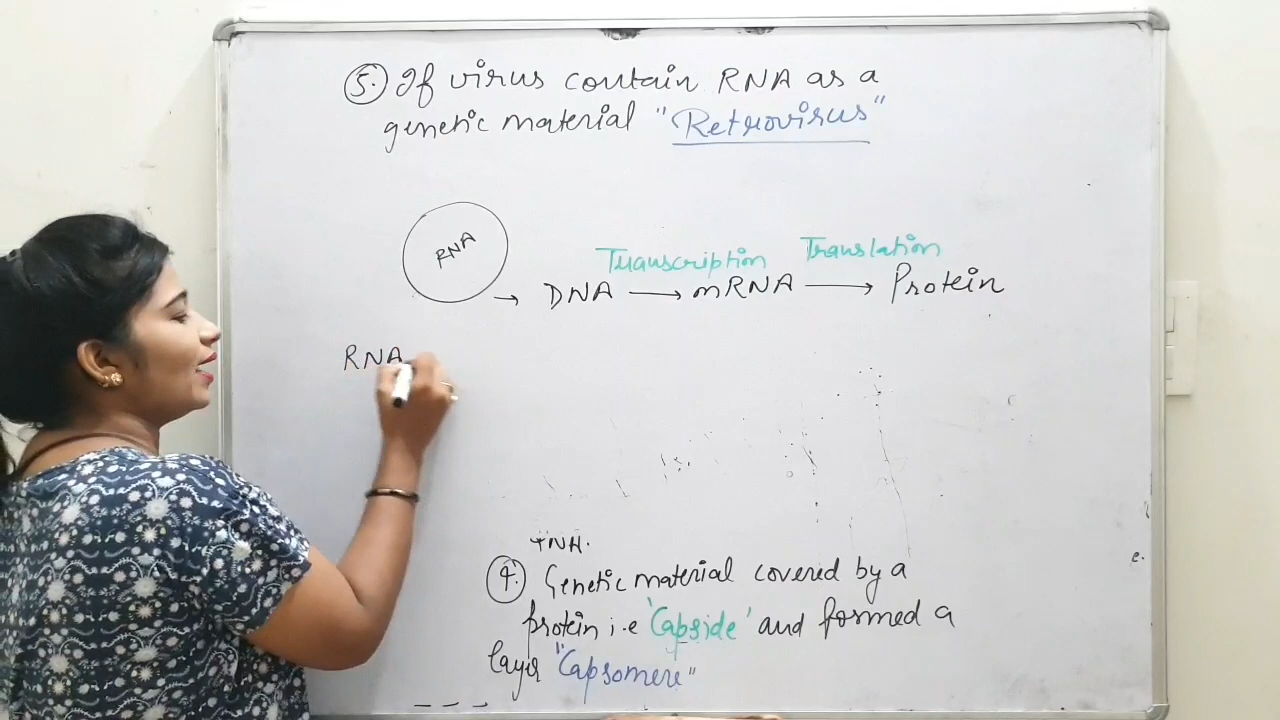 5. If virus contain RNA as a
genetic material "Retrovirus"
RNA
Transcription Translation
→ DNA → mRNA → Protein
RNA
4. Genetic material covered by a
protein i.e 'Capside' and formed a
layer "Capsomere"